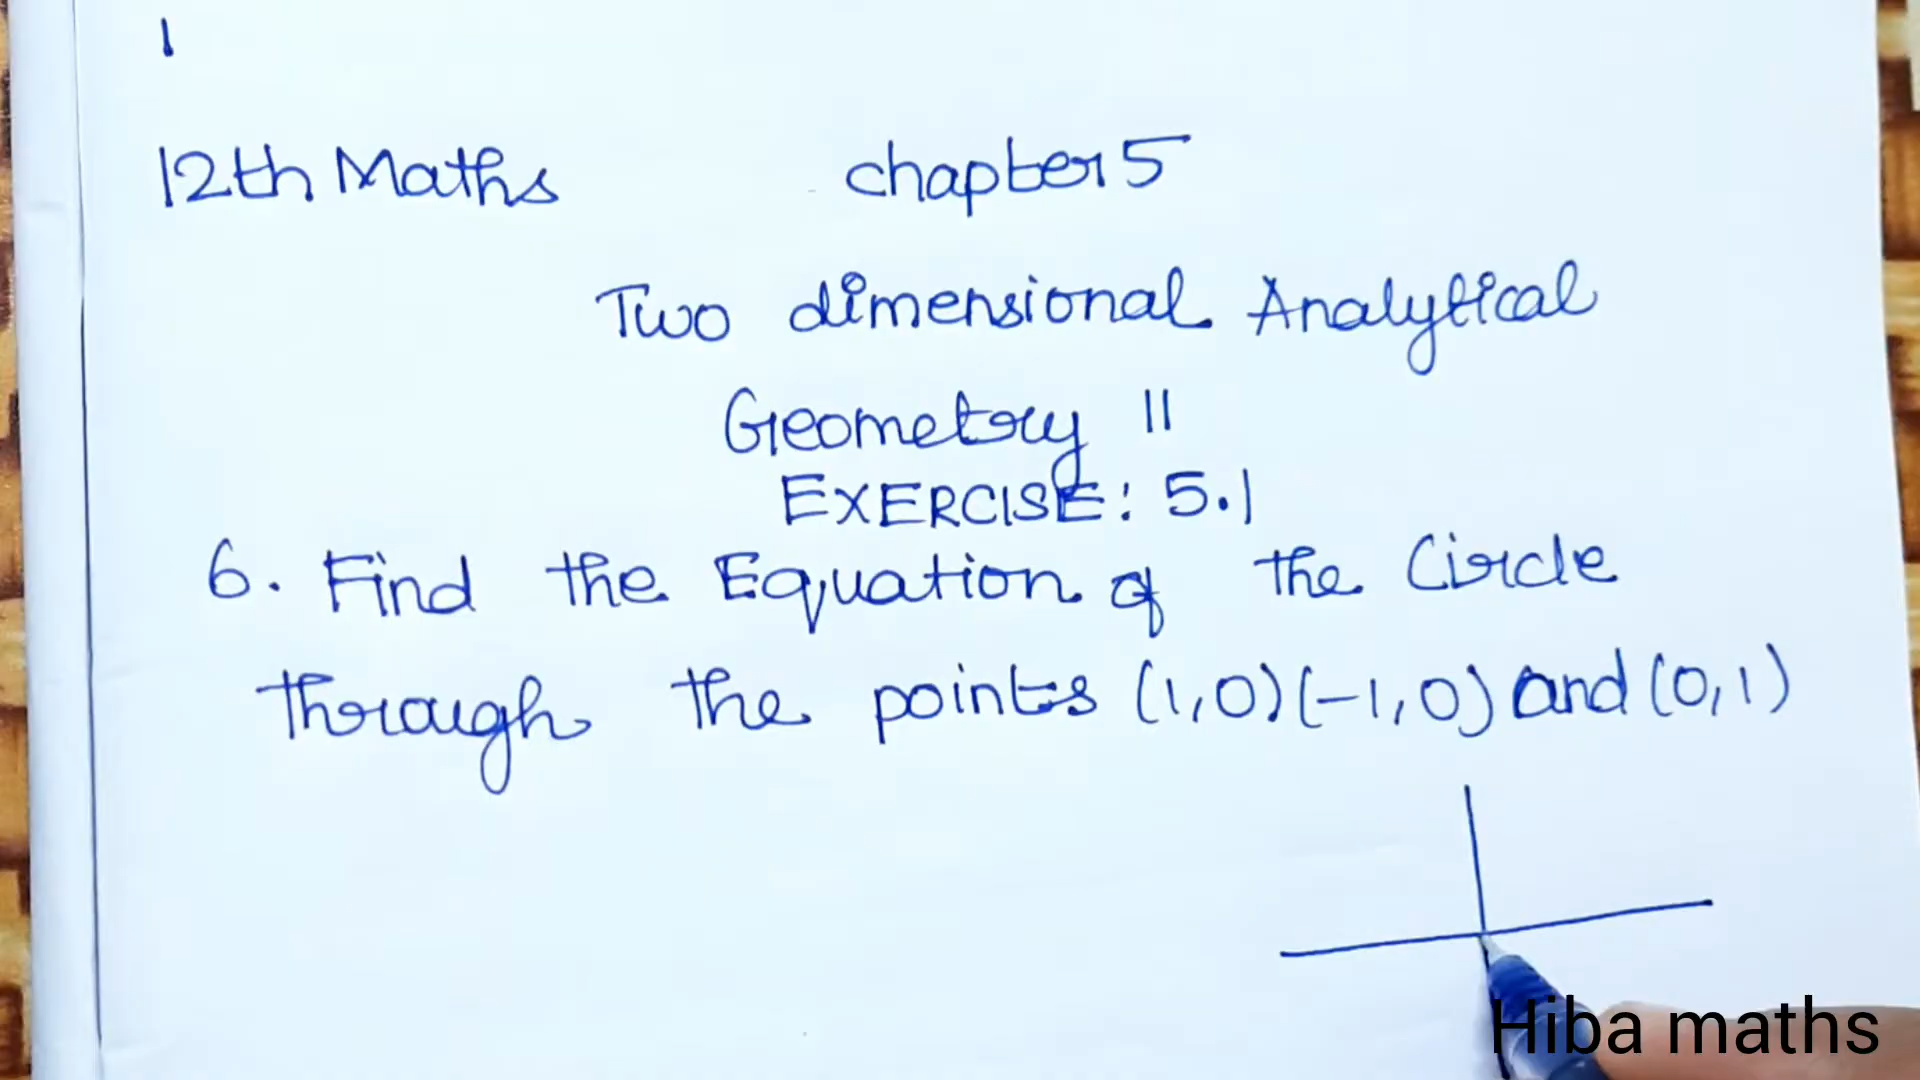 1
12th Maths chapter 5
Two dimensional Analytical
Geometry II
EXERCISE: 5.1
6. Find the Equation of the Circle
through the points (1,0) (-1,0) and (0,1)
Hiba maths